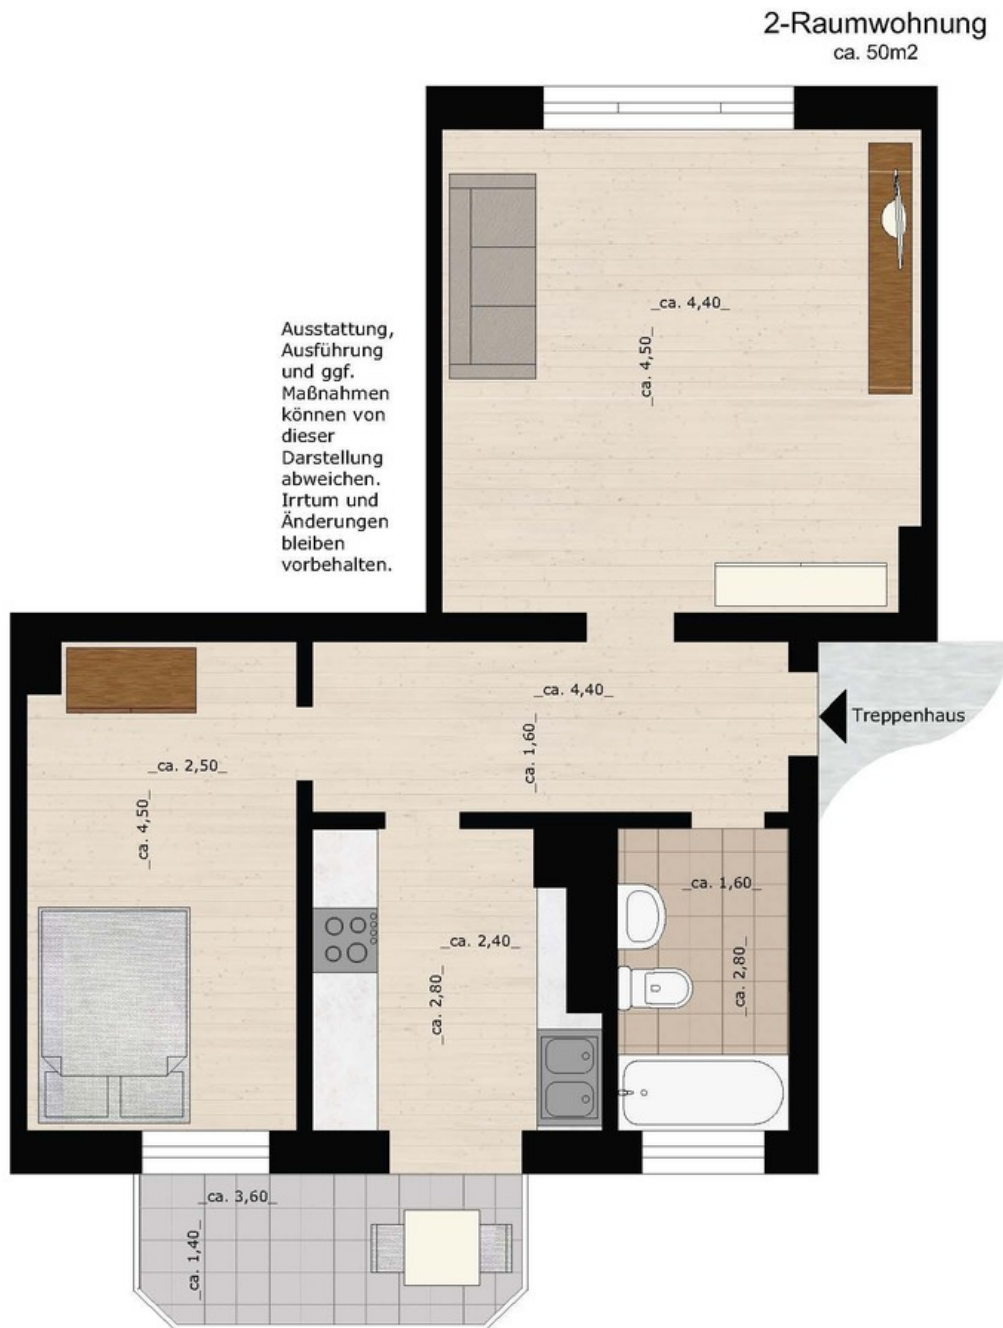 2-Raumwohnung
ca. 50m2
_ca. 4,40_
_ca. 4,50_
Ausstattung,
Ausführung
und ggf.
Maßnahmen
können von
dieser
Darstellung
abweichen.
Irrtum und
Änderungen
bleiben
vorbehalten.
_ca. 4,40_
_ca. 1,60_
Treppenhaus
_ca. 2,50_
_ca. 4,50_
_ca. 2,40_
_ca. 2,80_
_ca. 1,60_
_ca. 2,80_
_ca. 3,60_
_ca. 1,40_